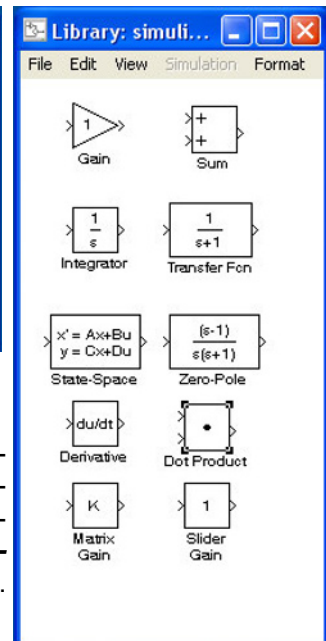 Library: simuli...
File Edit View Simulation Format
1
Gain
+
+
Sum
1
s
Integrator
1
s+1
Transfer Fcn
x' = Ax+Bu
y = Cx+Du
State-Space
(s-1)
s(s+1)
Zero-Pole
du/dt
Derivative
Dot Product
K
Matrix
Gain
1
Slider
Gain